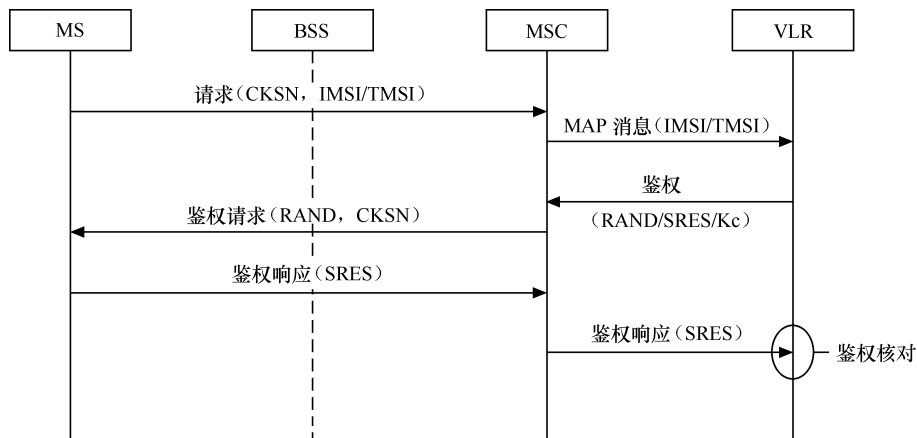 MS
BSS
MSC
VLR
请求(CKSN，IMSI/TMSI)
MAP 消息(IMSI/TMSI)
鉴权
(RAND/SRES/Kc)
鉴权请求(RAND，CKSN)
鉴权响应(SRES)
鉴权响应(SRES)
鉴权核对